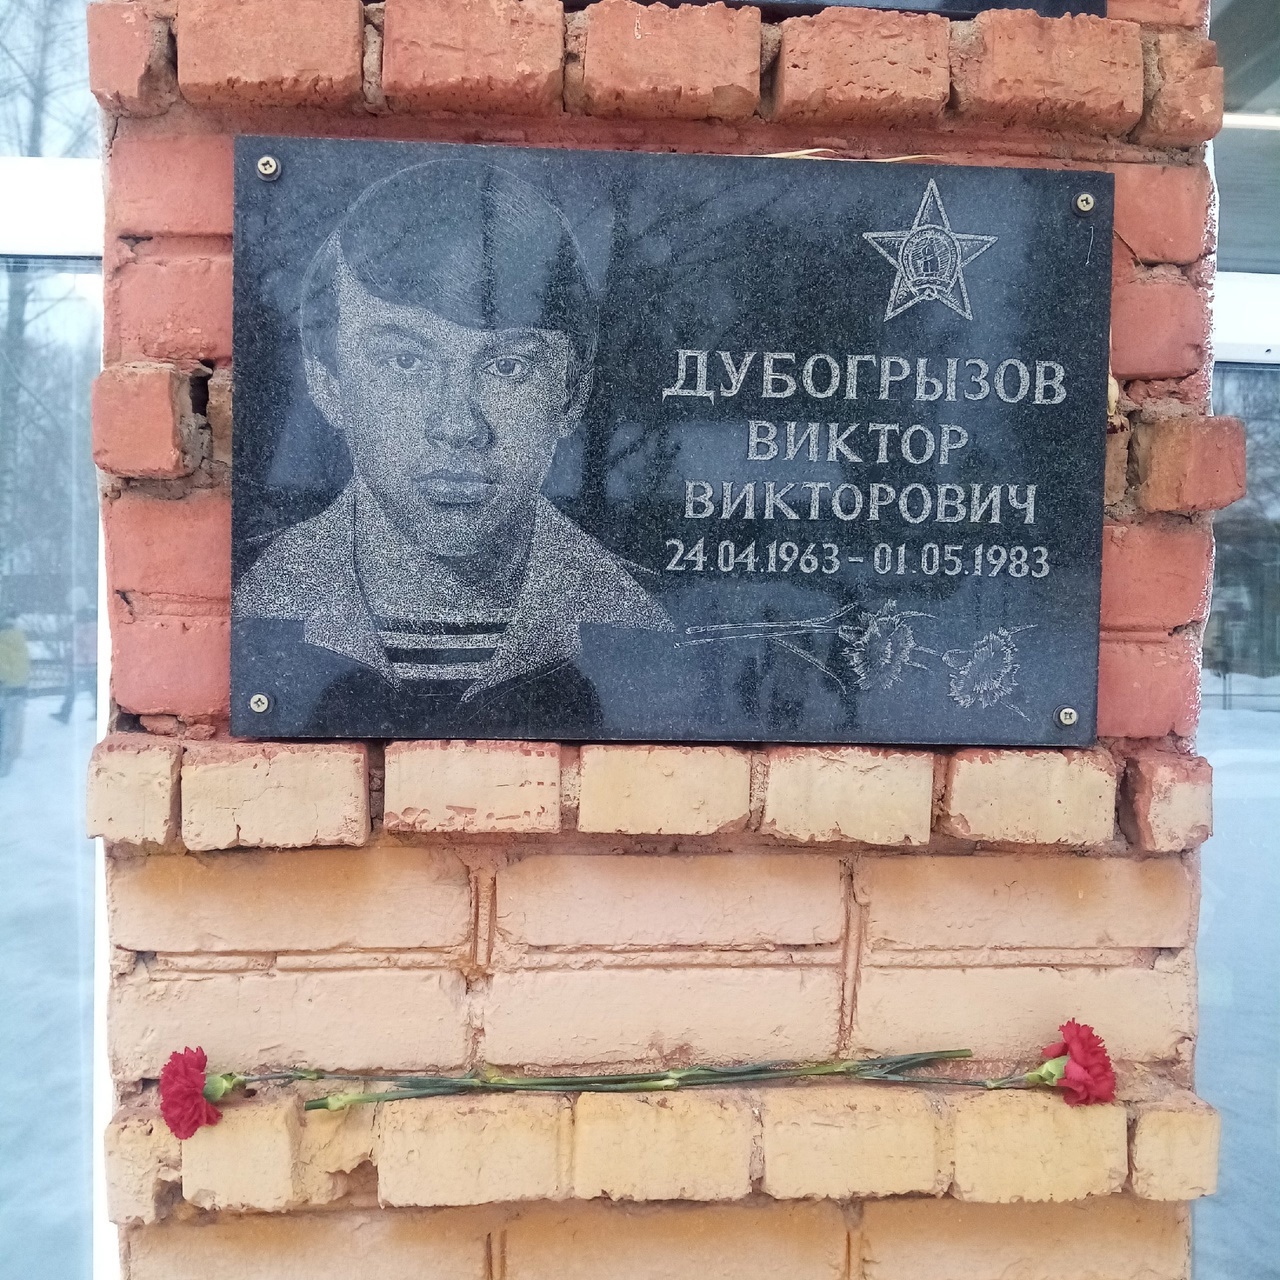 ДУБОГРЫЗОВ
ВИКТОР
ВИКТОРОВИЧ
24.04.1963 - 01.05.1983